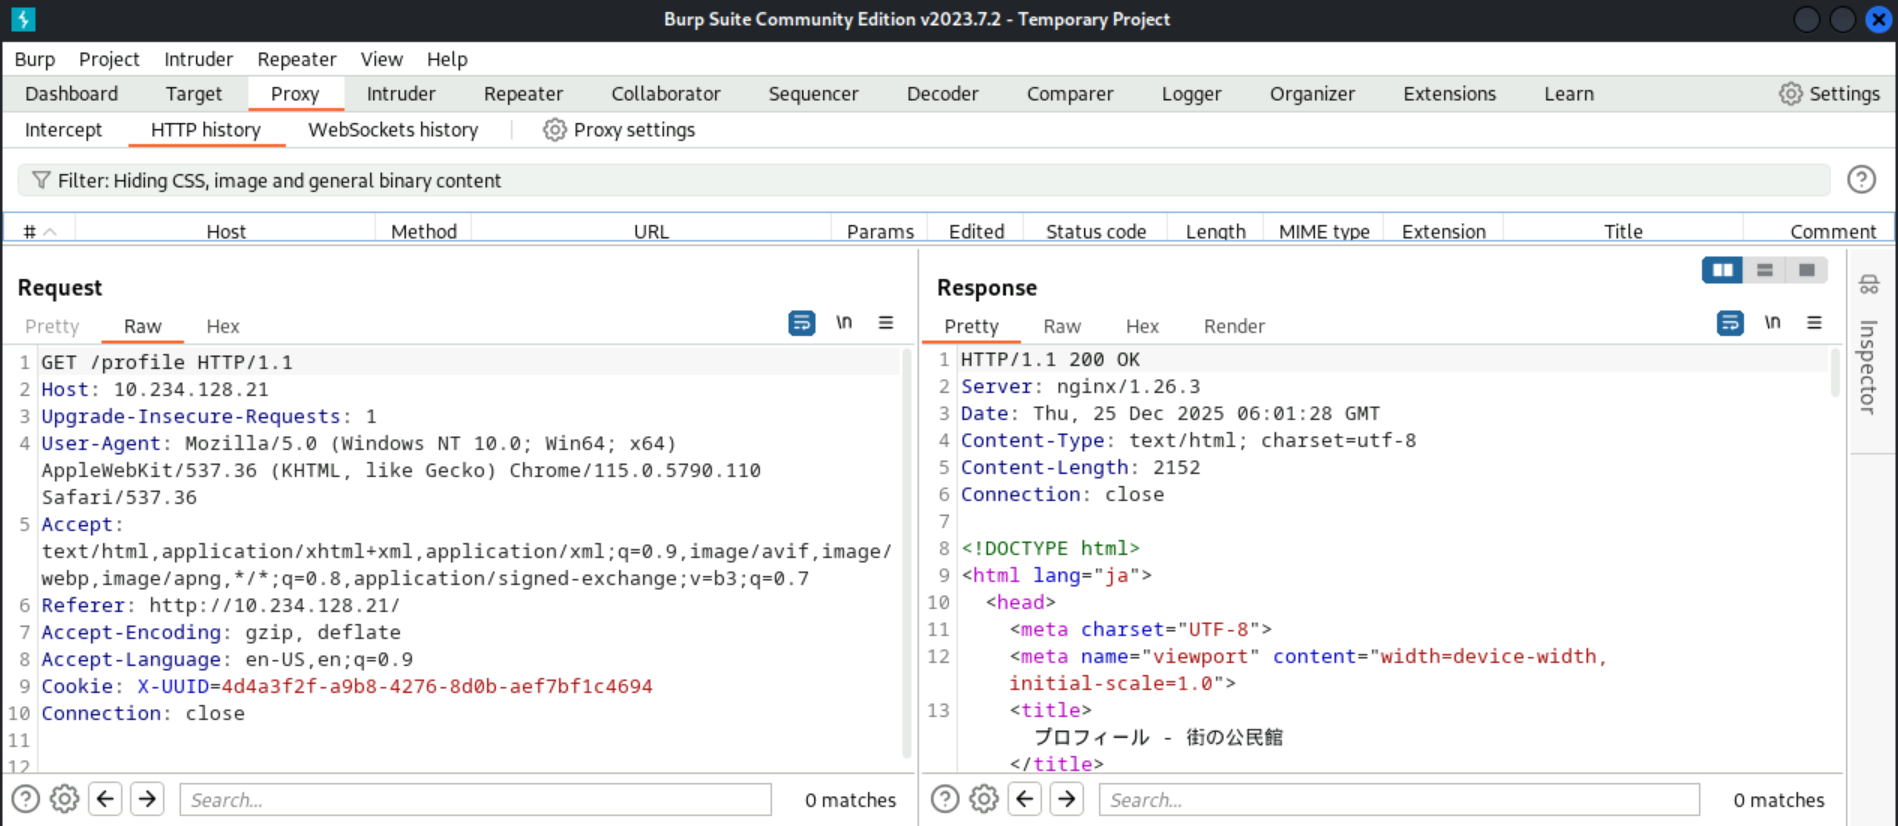 Burp Suite Community Edition v2023.7.2 - Temporary Project
Burp Project Intruder Repeater View Help
Dashboard Target Proxy Intruder Repeater Collaborator Sequencer Decoder Comparer Logger Organizer Extensions Learn Settings
Intercept HTTP history WebSockets history Proxy settings
Filter: Hiding CSS, image and general binary content
# Host Method URL Params Edited Status code Length MIME type Extension Title Comment
Request
Pretty Raw Hex
\n
1 GET /profile HTTP/1.1
2 Host: 10.234.128.21
3 Upgrade-Insecure-Requests: 1
4 User-Agent: Mozilla/5.0 (Windows NT 10.0; Win64; x64)
AppleWebKit/537.36 (KHTML, like Gecko) Chrome/115.0.5790.110
Safari/537.36
5 Accept:
text/html,application/xhtml+xml,application/xml;q=0.9,image/avif,image/
webp,image/apng,*/*;q=0.8,application/signed-exchange;v=b3;q=0.7
6 Referer: http://10.234.128.21/
7 Accept-Encoding: gzip, deflate
8 Accept-Language: en-US,en;q=0.9
9 Cookie: X-UUID=4d4a3f2f-a9b8-4276-8d0b-aef7bf1c4694
10 Connection: close
11
12
Search...
0 matches
Response
Pretty Raw Hex Render
\n
1 HTTP/1.1 200 OK
2 Server: nginx/1.26.3
3 Date: Thu, 25 Dec 2025 06:01:28 GMT
4 Content-Type: text/html; charset=utf-8
5 Content-Length: 2152
6 Connection: close
7
8 <!DOCTYPE html>
9 <html lang="ja">
10 <head>
11 <meta charset="UTF-8">
12 <meta name="viewport" content="width=device-width,
initial-scale=1.0">
13 <title>
プロフィール - 街の公民館
</title>
Search...
0 matches
Inspector